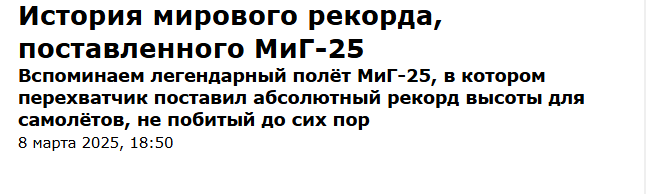 История мирового рекорда,
поставленного МиГ-25
Вспоминаем легендарный полёт МиГ-25, в котором
перехватчик поставил абсолютный рекорд высоты для
самолётов, не побитый до сих пор
8 марта 2025, 18:50